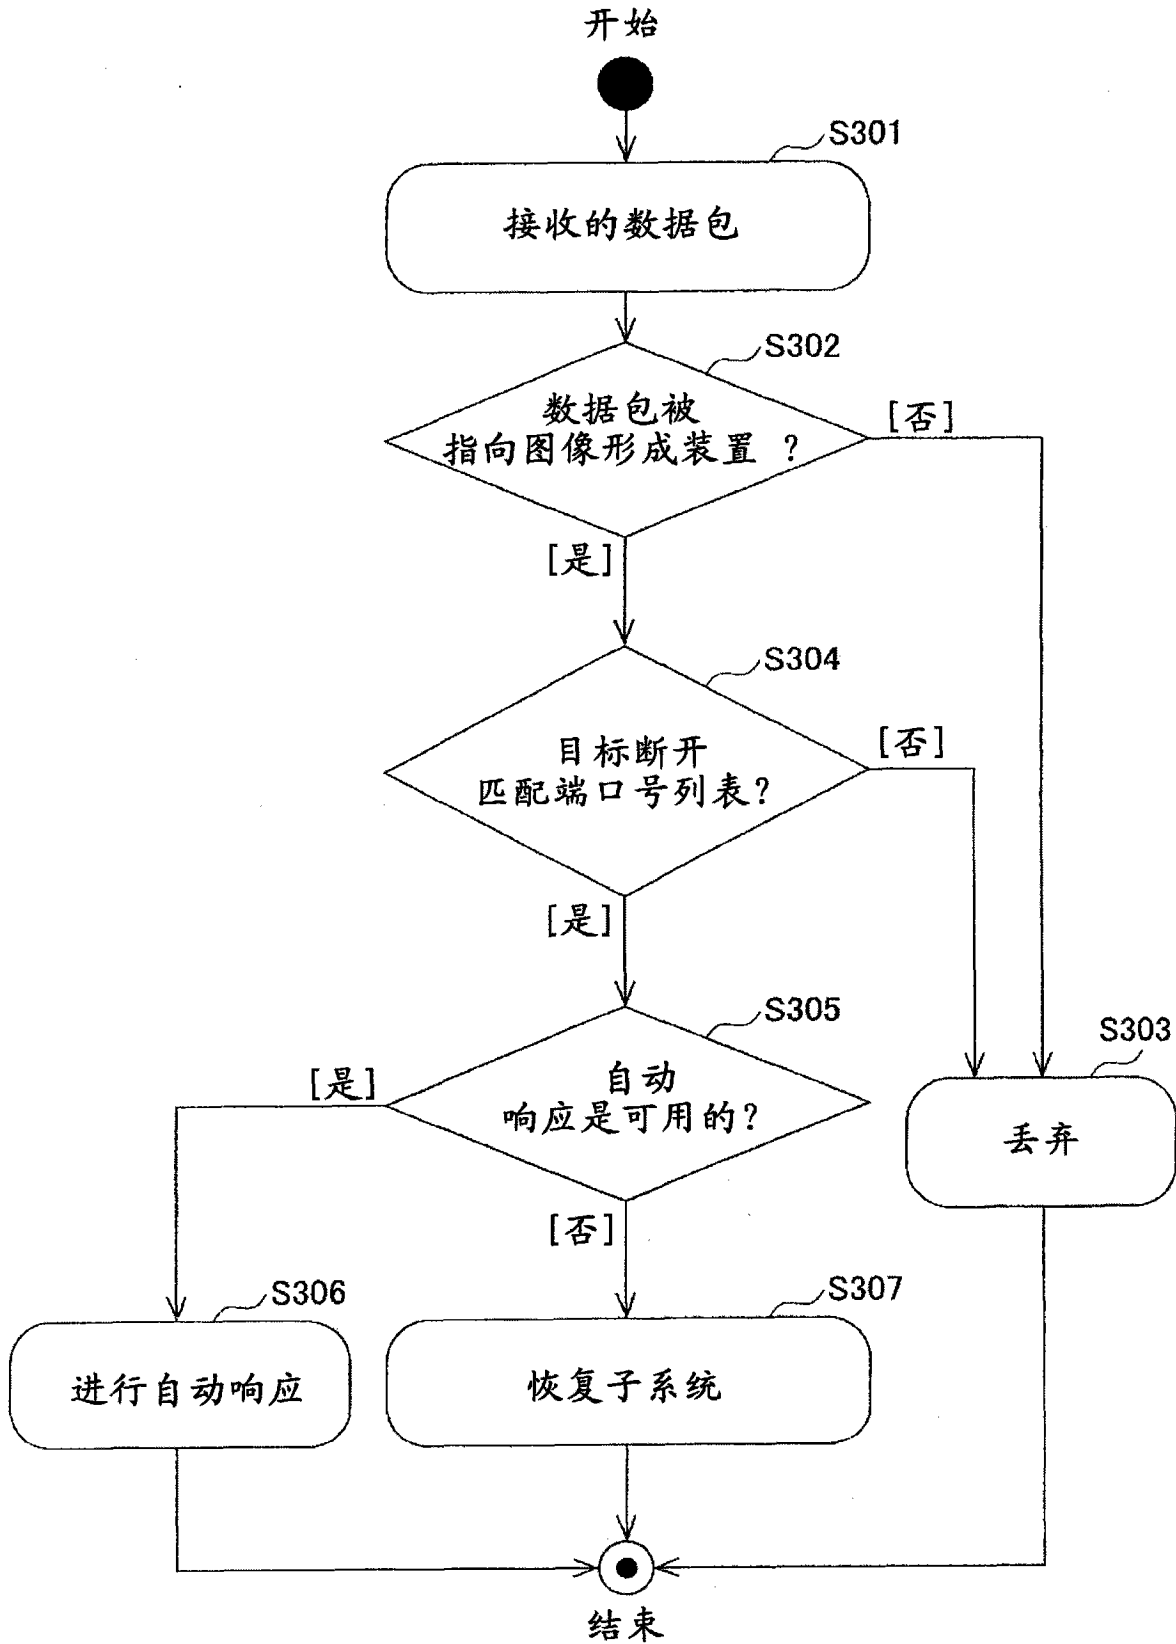 开始
S301
接收的数据包
S302
数据包被
指向图像形成装置 ?
[否]
[是]
S304
目标断开
匹配端口号列表?
[否]
[是]
S305
自动
响应是可用的?
[是]
[否]
S303
丢弃
S306
进行自动响应
S307
恢复子系统
结束